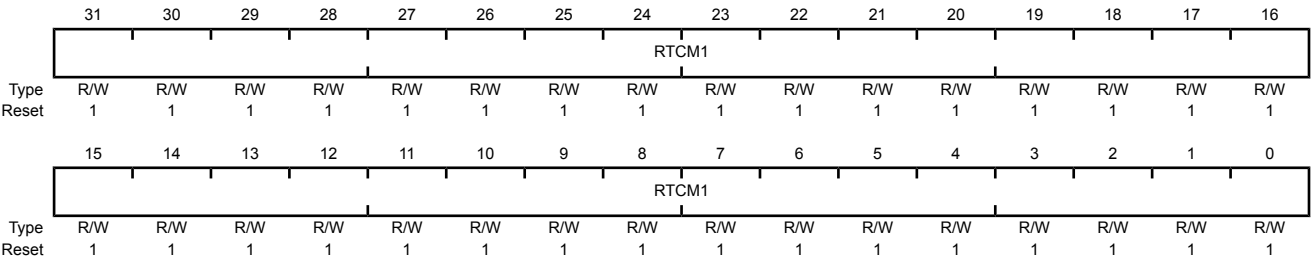 31 30 29 28 27 26 25 24 23 22 21 20 19 18 17 16
RTCM1
Type R/W R/W R/W R/W R/W R/W R/W R/W R/W R/W R/W R/W R/W R/W R/W R/W
Reset 1 1 1 1 1 1 1 1 1 1 1 1 1 1 1 1
15 14 13 12 11 10 9 8 7 6 5 4 3 2 1 0
RTCM1
Type R/W R/W R/W R/W R/W R/W R/W R/W R/W R/W R/W R/W R/W R/W R/W R/W
Reset 1 1 1 1 1 1 1 1 1 1 1 1 1 1 1 1